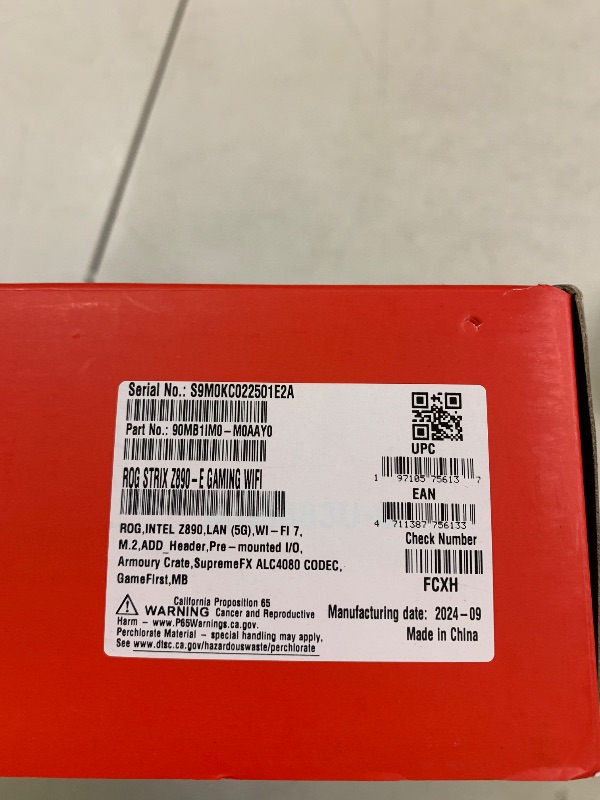 Serial No.: S9M0KC022501E2A
Part No.: 90MB1IM0-M0AAY0
UPC
1 97105 75613 7
ROG STRIX Z890-E GAMING WIFI
EAN
4 711387 756133
ROG,INTEL Z890,LAN (5G),WI-FI 7,
M.2,ADD_Header,Pre-mounted I/O,
Armoury Crate,SupremeFX ALC4080 CODEC,
GameFirst,MB
Check Number
FCXH
California Proposition 65
WARNING Cancer and Reproductive
Harm - www.P65Warnings.ca.gov.
Perchlorate Material - special handling may apply.
See www.dtsc.ca.gov/hazardouswaste/perchlorate
Manufacturing date: 2024-09
Made in China